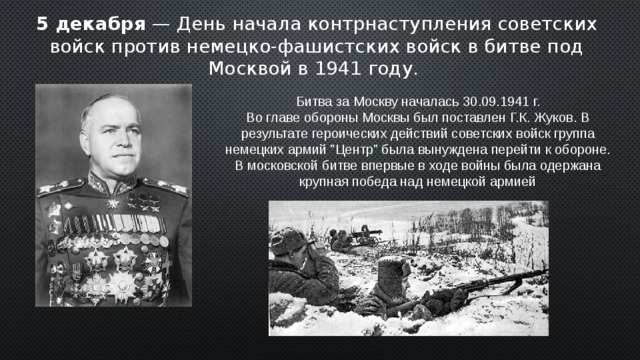 5 декабря — День начала контрнаступления советских
войск против немецко-фашистских войск в битве под
Москвой в 1941 году.
Битва за Москву началась 30.09.1941 г.
Во главе обороны Москвы был поставлен Г.К. Жуков. В
результате героических действий советских войск группа
немецких армий "Центр" была вынуждена перейти к обороне.
В московской битве впервые в ходе войны была одержана
крупная победа над немецкой армией